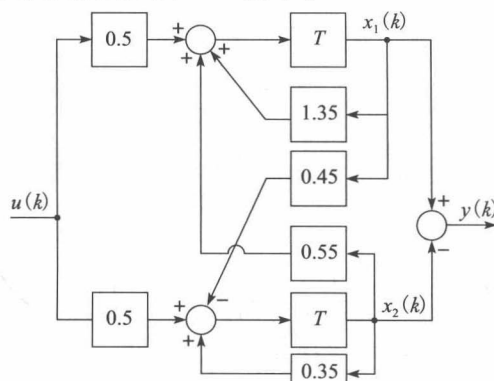 0.5
+
+
+
T
x₁(k)
1.35
0.45
u(k)
+
y(k)
−
0.55
0.5
+
−
+
T
x₂(k)
0.35